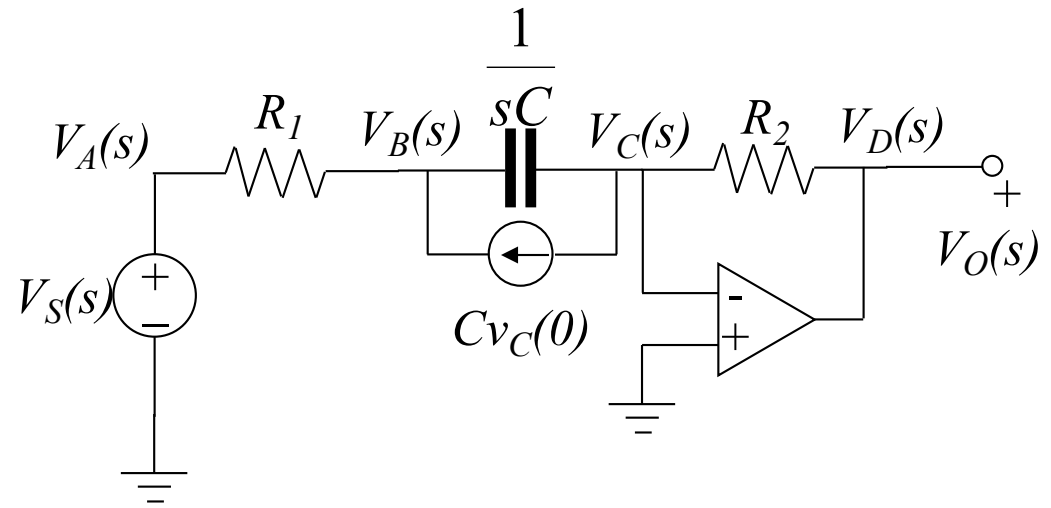 1
sC
V_A(s)
R_1
V_B(s)
V_C(s)
R_2
V_D(s)
+
V_O(s)
V_S(s)
+
−
Cv_C(0)
-
+